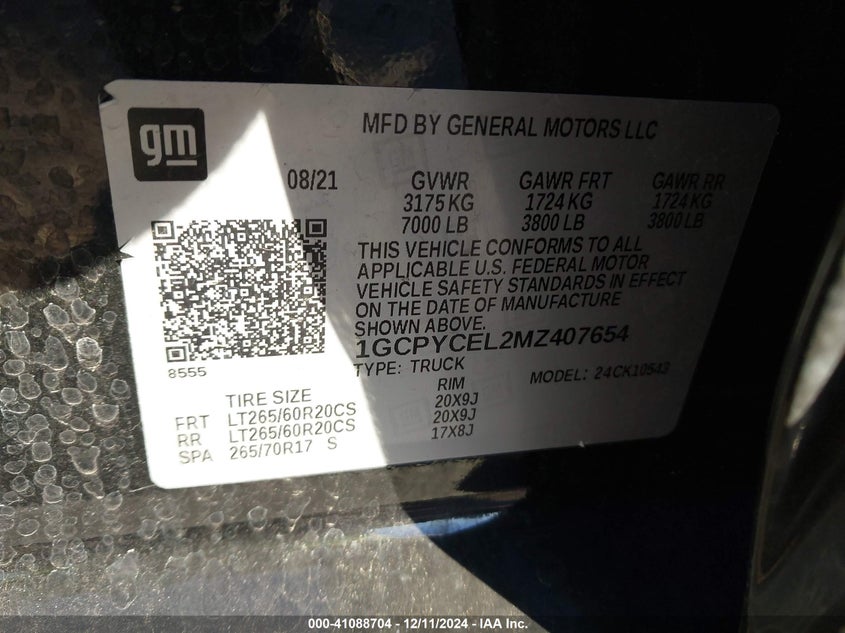 gm
MFD BY GENERAL MOTORS LLC
08/21 GVWR GAWR FRT GAWR RR
3175 KG 1724 KG 1724 KG
7000 LB 3800 LB 3800 LB
THIS VEHICLE CONFORMS TO ALL
APPLICABLE U.S. FEDERAL MOTOR
VEHICLE SAFETY STANDARDS IN EFFECT
ON THE DATE OF MANUFACTURE
SHOWN ABOVE.
1GCPYCEL2MZ407654
8555
TYPE: TRUCK MODEL: 24CK10543
TIRE SIZE RIM
FRT LT265/60R20CS 20X9J
RR LT265/60R20CS 20X9J
SPA 265/70R17 S 17X8J
000-41088704 - 12/11/2024 - IAA Inc.